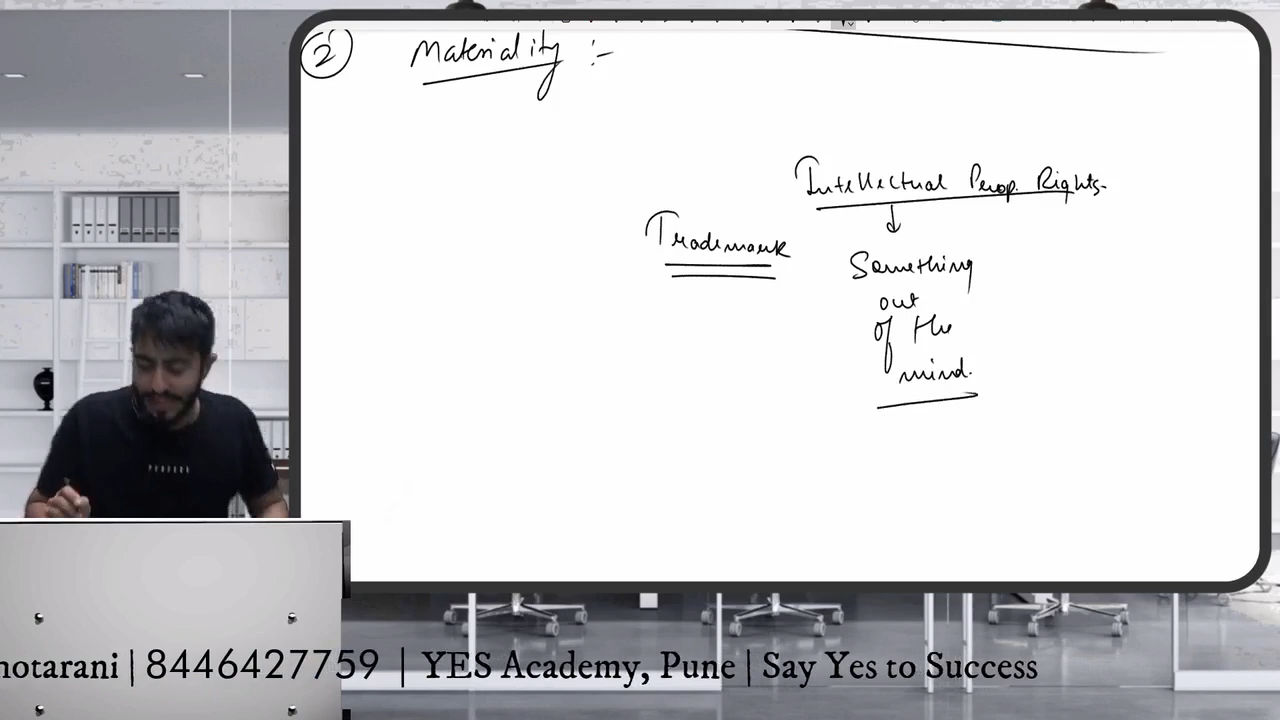 2
Materiality :-
Intellectual Prop. Rights.
Trademark
Something
out
of the
mind.
notarani | 8446427759 | YES Academy, Pune | Say Yes to Success